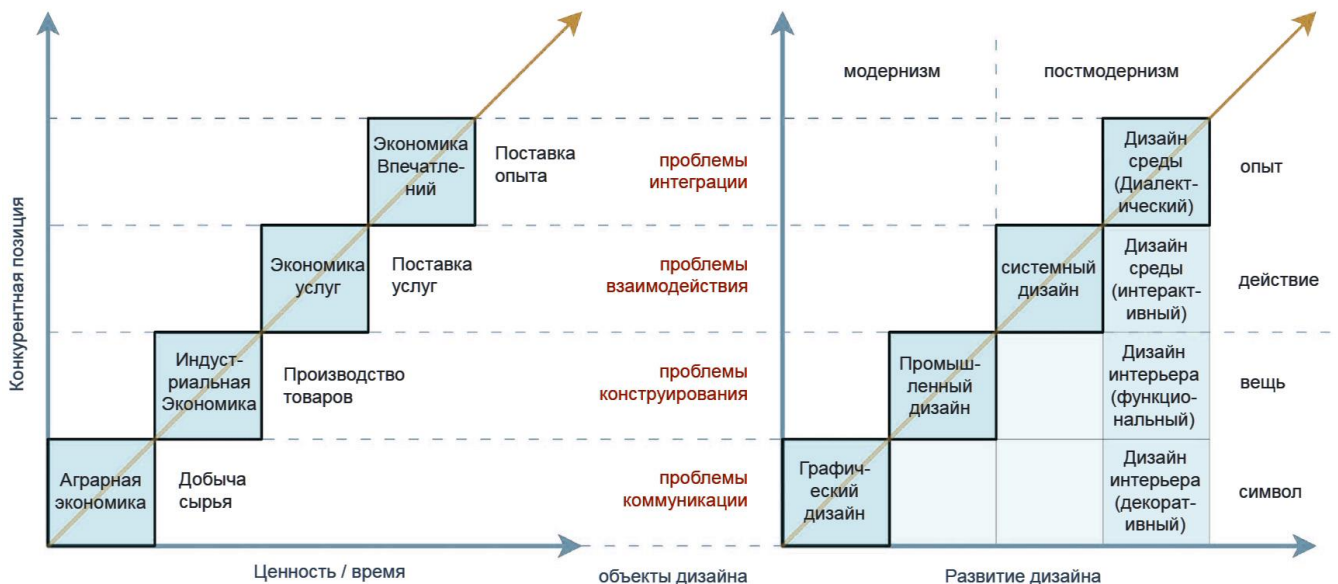 Конкурентная позиция
Экономика
Впечатле-
ний
Поставка
опыта
Экономика
услуг
Поставка
услуг
Индуст-
риальная
Экономика
Производство
товаров
Аграрная
экономика
Добыча
сырья
Ценность / время
проблемы
интеграции
проблемы
взаимодействия
проблемы
конструирования
проблемы
коммуникации
объекты дизайна
модернизм
постмодернизм
Дизайн
среды
(Диалект-
ический)
опыт
системный
дизайн
Дизайн
среды
(интеракт-
ивный)
действие
Промыш-
ленный
дизайн
Дизайн
интерьера
(функцио-
нальный)
вещь
Графич-
еский
дизайн
Дизайн
интерьера
(декорат-
ивный)
символ
Развитие дизайна